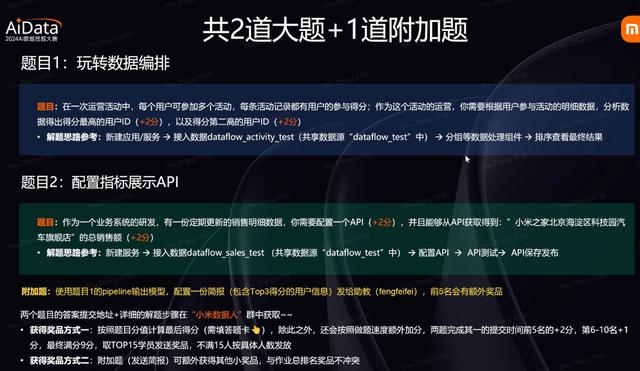 AiData
2024AI数据挖掘大赛
共2道大题+1道附加题
题目1：玩转数据编排
题目：在一次运营活动中，每个用户可参加多个活动，每条活动记录都有用户的参与得分；作为这个活动的运营，你需要根据用户参与活动的明细数据，分析数
据得出得分最高的用户ID（+2分），以及得分第二高的用户ID（+2分）
• 解题思路参考：新建应用/服务 → 接入数据dataflow_activity_test（共享数据源“dataflow_test”中） → 分组等数据处理组件 → 排序查看最终结果
题目2：配置指标展示API
题目：作为一个业务系统的研发，有一份定期更新的销售明细数据，你需要配置一个API（+2分），并且能够从API获取得到：“小米之家北京海淀区科技园汽
车旗舰店”的总销售额（+2分）
• 解题思路参考：新建服务 → 接入数据dataflow_sales_test （共享数据源“dataflow_test”中） → 配置API → API测试→ API保存发布
附加题：使用题目1的pipeline输出模型，配置一份简报（包含Top3得分的用户信息）发给助教（fengfeifei），前5名会有额外奖品
两个题目的答案提交地址+详细的解题步骤在“小米数据人”群中获取~~
• 获得奖品方式一：按照题目分值计算最后得分（需填答题卡👆），除此之外，还会按照做题速度额外加分，两题完成其一的提交时间前5名的+2分，第6-10名+1
分，最终满分9分，取TOP15学员发送奖品，不满15人按具体人数发放
• 获得奖品方式二：附加题（发送简报）可额外获得其他小奖品，与作业总排名奖品不冲突